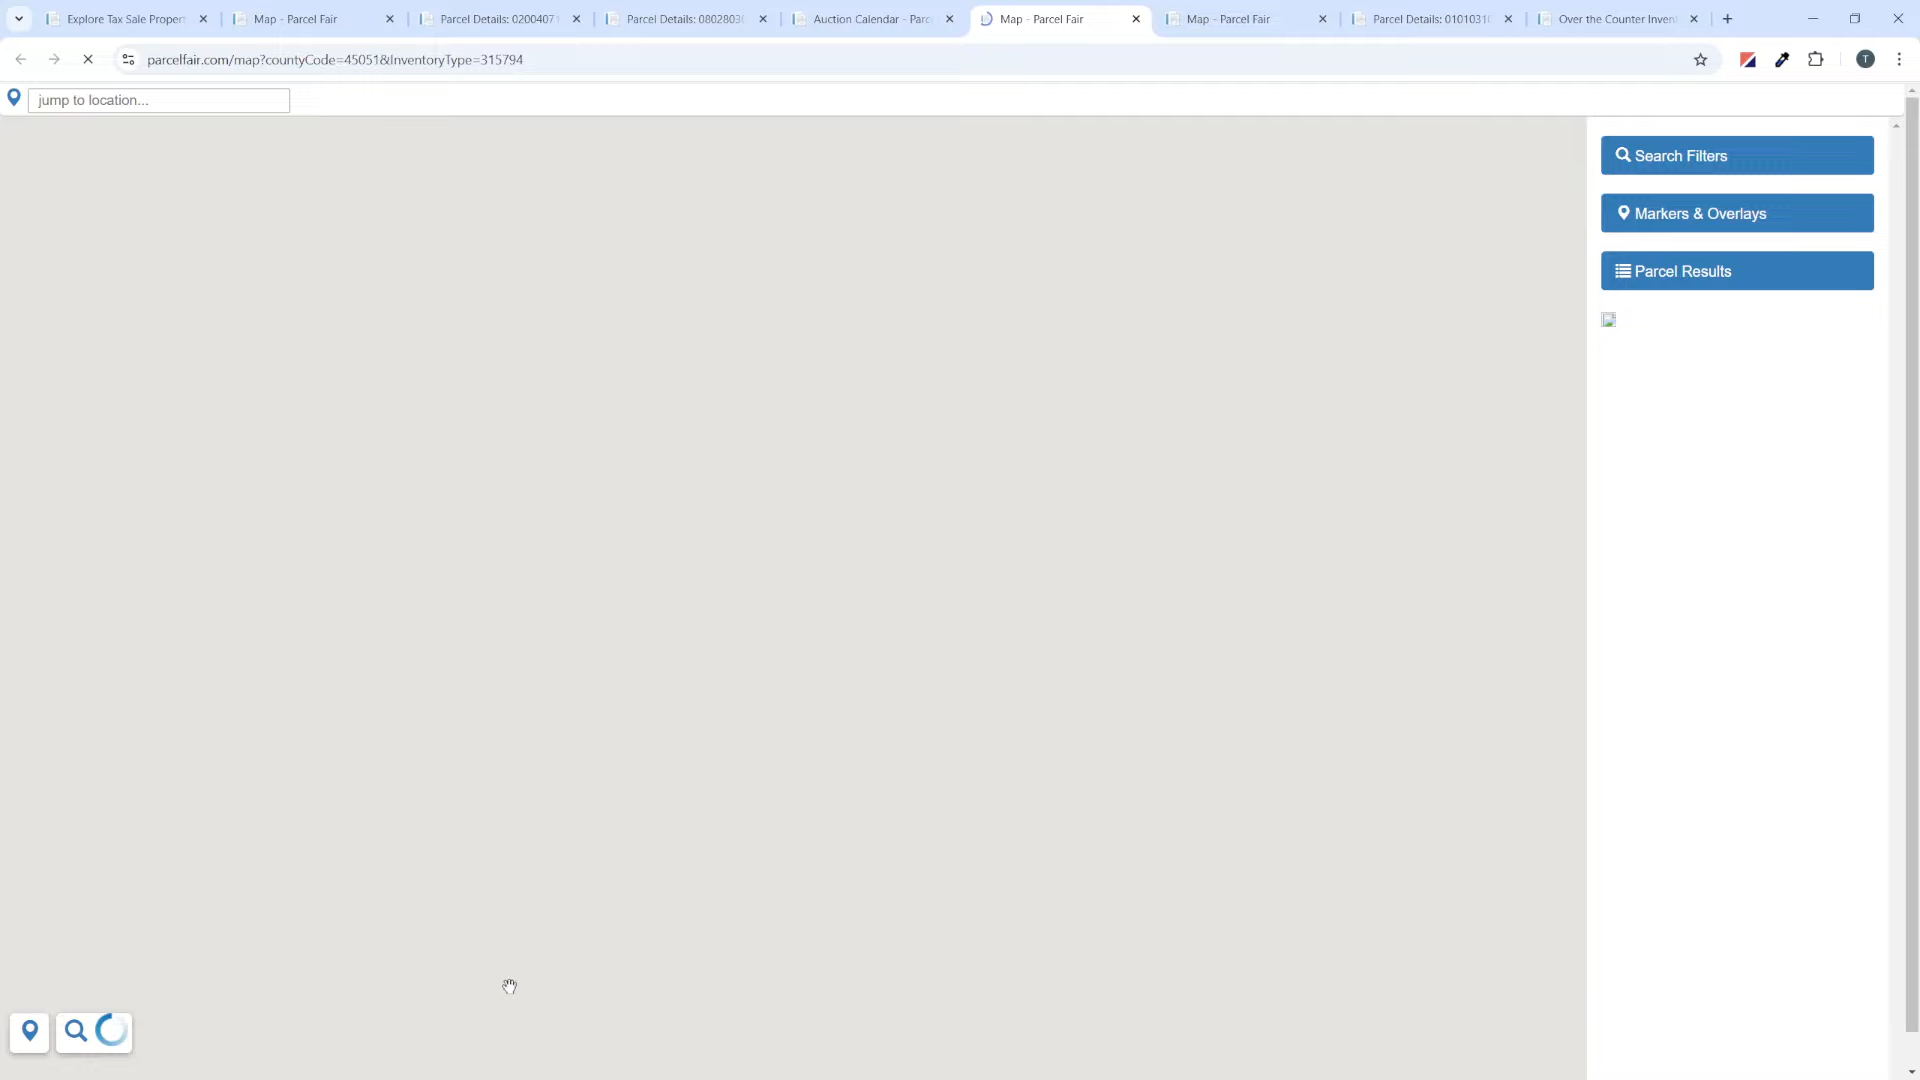 Explore Tax Sale Propert
Map - Parcel Fair
Parcel Details: 02004071
Parcel Details: 0802803
Auction Calendar - Parc
Map - Parcel Fair
Map - Parcel Fair
Parcel Details: 0101031
Over the Counter Inven
parcelfair.com/map?countyCode=45051&InventoryType=315794
T
jump to location...
Search Filters
Markers & Overlays
Parcel Results